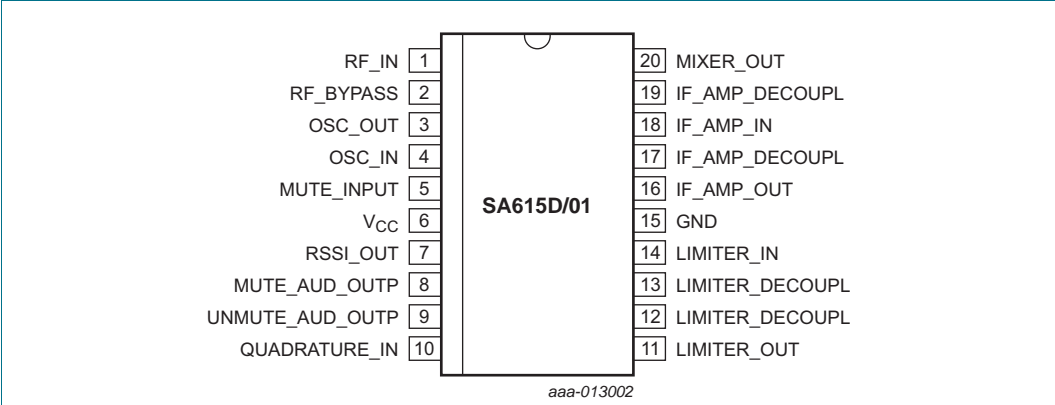 RF_IN 1
RF_BYPASS 2
OSC_OUT 3
OSC_IN 4
MUTE_INPUT 5
VCC 6
RSSI_OUT 7
MUTE_AUD_OUTP 8
UNMUTE_AUD_OUTP 9
QUADRATURE_IN 10
SA615D/01
20 MIXER_OUT
19 IF_AMP_DECOUPL
18 IF_AMP_IN
17 IF_AMP_DECOUPL
16 IF_AMP_OUT
15 GND
14 LIMITER_IN
13 LIMITER_DECOUPL
12 LIMITER_DECOUPL
11 LIMITER_OUT
aaa-013002